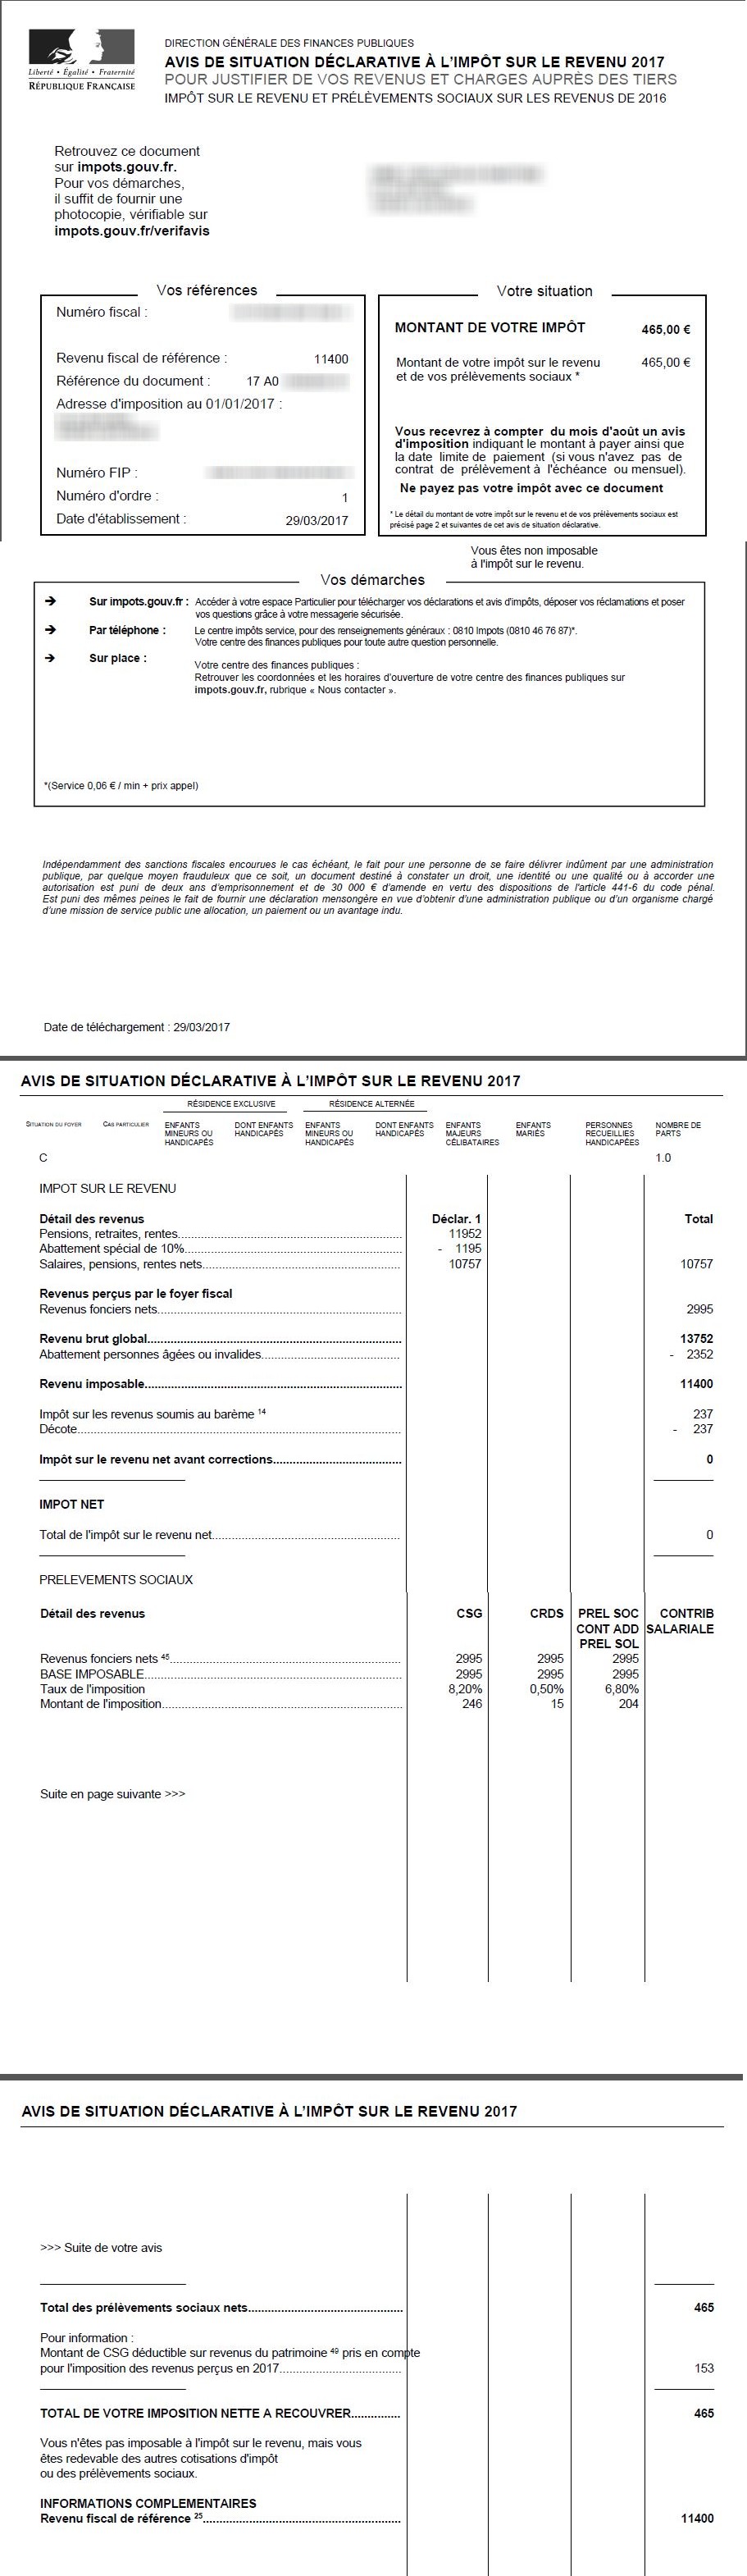 Liberté • Égalité • Fraternité
RÉPUBLIQUE FRANÇAISE
DIRECTION GÉNÉRALE DES FINANCES PUBLIQUES
AVIS DE SITUATION DÉCLARATIVE À L'IMPÔT SUR LE REVENU 2017
POUR JUSTIFIER DE VOS REVENUS ET CHARGES AUPRÈS DES TIERS
IMPÔT SUR LE REVENU ET PRÉLÈVEMENTS SOCIAUX SUR LES REVENUS DE 2016
Retrouvez ce document
sur impots.gouv.fr.
Pour vos démarches,
il suffit de fournir une
photocopie, vérifiable sur
impots.gouv.fr/verifavis
Vos références
Numéro fiscal :
Revenu fiscal de référence : 11400
Référence du document : 17 A0
Adresse d'imposition au 01/01/2017 :
Numéro FIP :
Numéro d'ordre : 1
Date d'établissement : 29/03/2017
Votre situation
MONTANT DE VOTRE IMPÔT 465,00 €
Montant de votre impôt sur le revenu 465,00 €
et de vos prélèvements sociaux *
Vous recevrez à compter du mois d'août un avis
d'imposition indiquant le montant à payer ainsi que
la date limite de paiement (si vous n'avez pas de
contrat de prélèvement à l'échéance ou mensuel).
Ne payez pas votre impôt avec ce document
* Le détail du montant de votre impôt sur le revenu et de vos prélèvements sociaux est
précisé page 2 et suivantes de cet avis de situation déclarative.
Vous êtes non imposable
à l'impôt sur le revenu.
Vos démarches
➔ Sur impots.gouv.fr : Accéder à votre espace Particulier pour télécharger vos déclarations et avis d'impôts, déposer vos réclamations et poser
vos questions grâce à votre messagerie sécurisée.
➔ Par téléphone : Le centre impôts service, pour des renseignements généraux : 0810 Impots (0810 46 76 87)*.
Votre centre des finances publiques pour toute autre question personnelle.
➔ Sur place :
Votre centre des finances publiques :
Retrouver les coordonnées et les horaires d'ouverture de votre centre des finances publiques sur
impots.gouv.fr, rubrique « Nous contacter ».
*(Service 0,06 € / min + prix appel)
Indépendamment des sanctions fiscales encourues le cas échéant, le fait pour une personne de se faire délivrer indûment par une administration
publique, par quelque moyen frauduleux que ce soit, un document destiné à constater un droit, une identité ou une qualité ou à accorder une
autorisation est puni de deux ans d'emprisonnement et de 30 000 € d'amende en vertu des dispositions de l'article 441-6 du code pénal.
Est puni des mêmes peines le fait de fournir une déclaration mensongère en vue d'obtenir d'une administration publique ou d'un organisme chargé
d'une mission de service public une allocation, un paiement ou un avantage indu.
Date de téléchargement : 29/03/2017
AVIS DE SITUATION DÉCLARATIVE À L'IMPÔT SUR LE REVENU 2017
RÉSIDENCE EXCLUSIVE RÉSIDENCE ALTERNÉE
SITUATION DU FOYER CAS PARTICULIER ENFANTS DONT ENFANTS ENFANTS DONT ENFANTS ENFANTS ENFANTS PERSONNES NOMBRE DE
MINEURS OU HANDICAPÉS MINEURS OU HANDICAPÉS MAJEURS MARIÉS RECUEILLIES PARTS
HANDICAPÉS HANDICAPÉS CÉLIBATAIRES HANDICAPÉES
C 1.0
IMPOT SUR LE REVENU
Détail des revenus Déclar. 1 Total
Pensions, retraites, rentes 11952
Abattement spécial de 10% - 1195
Salaires, pensions, rentes nets 10757 10757
Revenus perçus par le foyer fiscal
Revenus fonciers nets 2995
Revenu brut global 13752
Abattement personnes âgées ou invalides - 2352
Revenu imposable 11400
Impôt sur les revenus soumis au barème 14 237
Décote - 237
Impôt sur le revenu net avant corrections 0
IMPOT NET
Total de l'impôt sur le revenu net 0
PRELEVEMENTS SOCIAUX
Détail des revenus CSG CRDS PREL SOC CONTRIB
CONT ADD SALARIALE
PREL SOL
Revenus fonciers nets 45 2995 2995 2995
BASE IMPOSABLE 2995 2995 2995
Taux de l'imposition 8,20% 0,50% 6,80%
Montant de l'imposition 246 15 204
Suite en page suivante >>>
AVIS DE SITUATION DÉCLARATIVE À L'IMPÔT SUR LE REVENU 2017
>>> Suite de votre avis
Total des prélèvements sociaux nets 465
Pour information :
Montant de CSG déductible sur revenus du patrimoine 49 pris en compte
pour l'imposition des revenus perçus en 2017 153
TOTAL DE VOTRE IMPOSITION NETTE A RECOUVRER 465
Vous n'êtes pas imposable à l'impôt sur le revenu, mais vous
êtes redevable des autres cotisations d'impôt
ou des prélèvements sociaux.
INFORMATIONS COMPLEMENTAIRES
Revenu fiscal de référence 25 11400